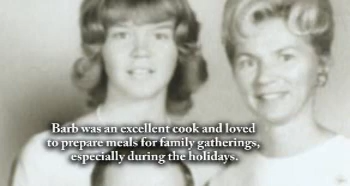 Barb was an excellent cook and loved
to prepare meals for family gatherings,
especially during the holidays.